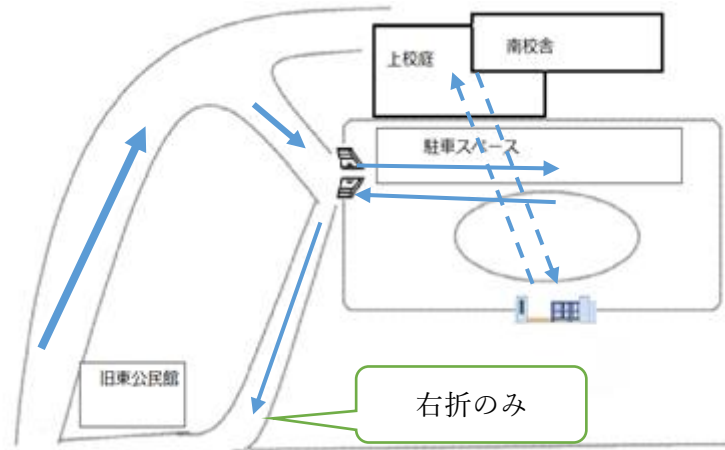 南校舎
上校庭
駐車スペース
旧東公民館
右折のみ